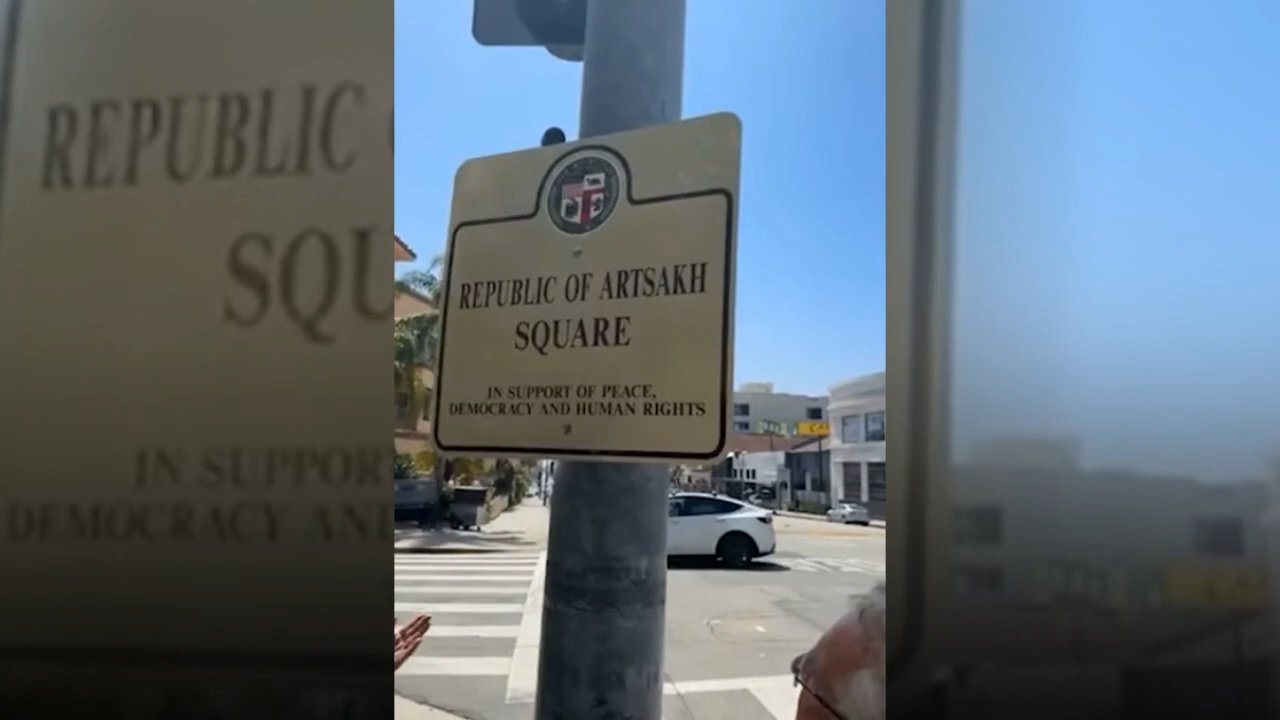 REPUBLIC OF ARTSAKH
SQUARE
IN SUPPORT OF PEACE,
DEMOCRACY AND HUMAN RIGHTS